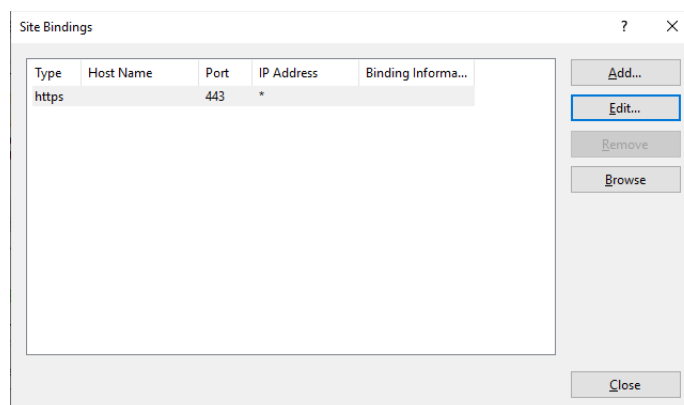 Site Bindings ?
Type Host Name Port IP Address Binding Informa...
https 443 *
Add...
Edit...
Remove
Browse
Close